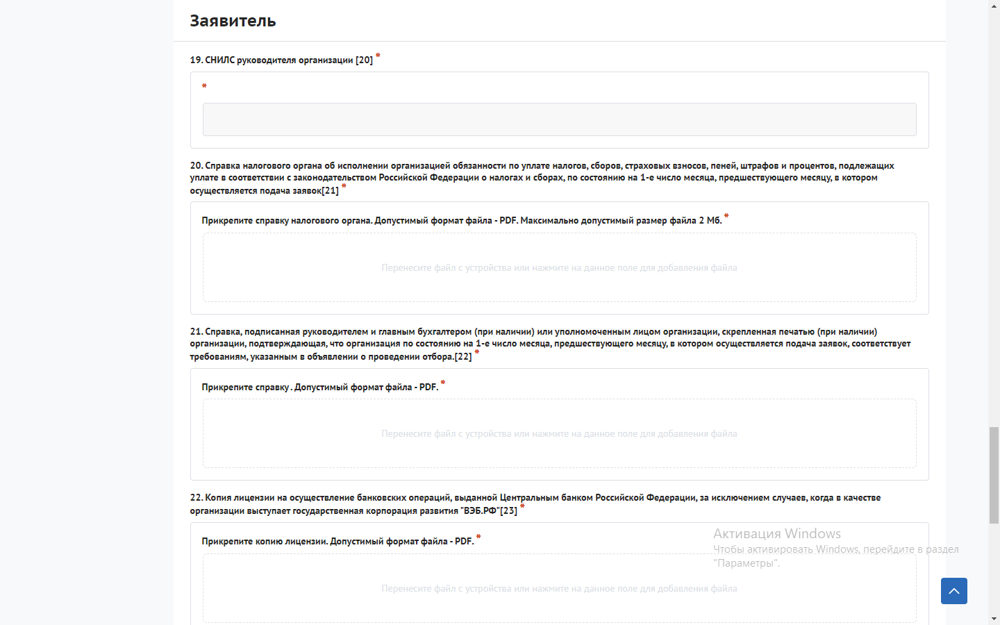 Заявитель
19. СНИЛС руководителя организации [20] *
*
20. Справка налогового органа об исполнении организацией обязанности по уплате налогов, сборов, страховых взносов, пеней, штрафов и процентов, подлежащих
уплате в соответствии с законодательством Российской Федерации о налогах и сборах, по состоянию на 1-е число месяца, предшествующего месяцу, в котором
осуществляется подача заявок[21] *
Прикрепите справку налогового органа. Допустимый формат файла - PDF. Максимально допустимый размер файла 2 Мб. *
Перенесите файл с устройства или нажмите на данное поле для добавления файла
21. Справка, подписанная руководителем и главным бухгалтером (при наличии) или уполномоченным лицом организации, скрепленная печатью (при наличии)
организации, подтверждающая, что организация по состоянию на 1-е число месяца, предшествующего месяцу, в котором осуществляется подача заявок, соответствует
требованиям, указанным в объявлении о проведении отбора.[22] *
Прикрепите справку . Допустимый формат файла - PDF. *
Перенесите файл с устройства или нажмите на данное поле для добавления файла
22. Копия лицензии на осуществление банковских операций, выданной Центральным банком Российской Федерации, за исключением случаев, когда в качестве
организации выступает государственная корпорация развития "ВЭБ.РФ"[23] *
Прикрепите копию лицензии. Допустимый формат файла - PDF. *
Перенесите файл с устройства или нажмите на данное поле для добавления файла
Активация Windows
Чтобы активировать Windows, перейдите в раздел
"Параметры".